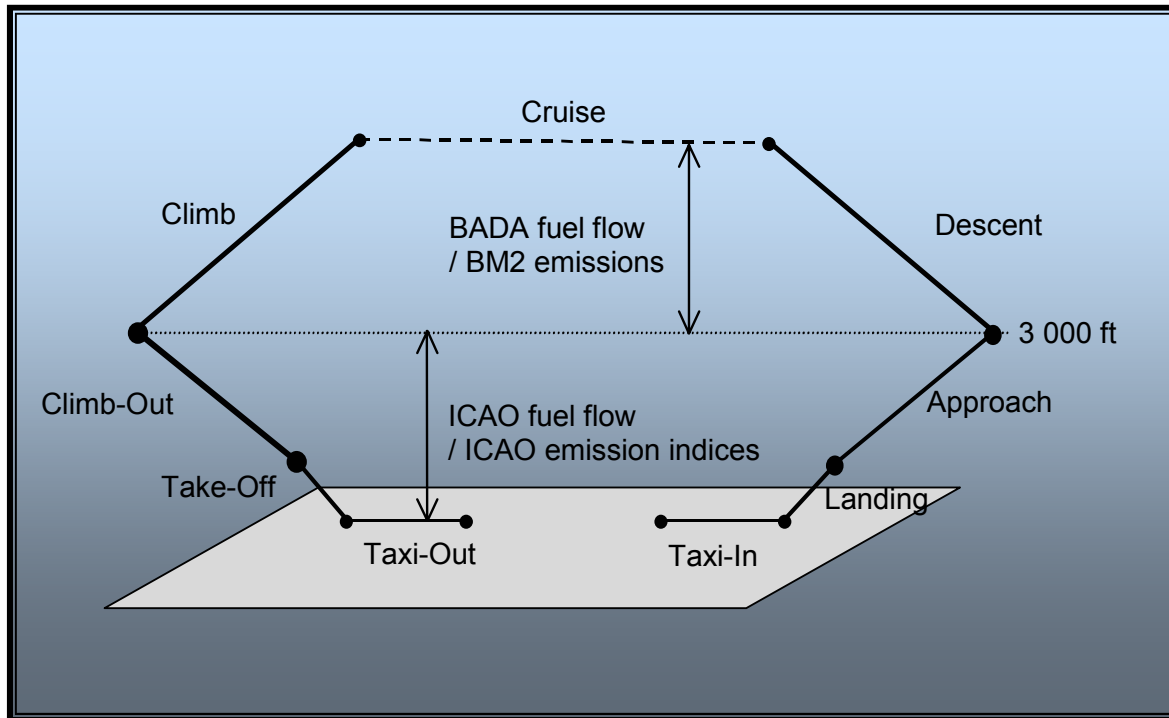 Cruise
Climb
BADA fuel flow
/ BM2 emissions
Descent
3 000 ft
Climb-Out
ICAO fuel flow
/ ICAO emission indices
Approach
Take-Off
Landing
Taxi-Out
Taxi-In